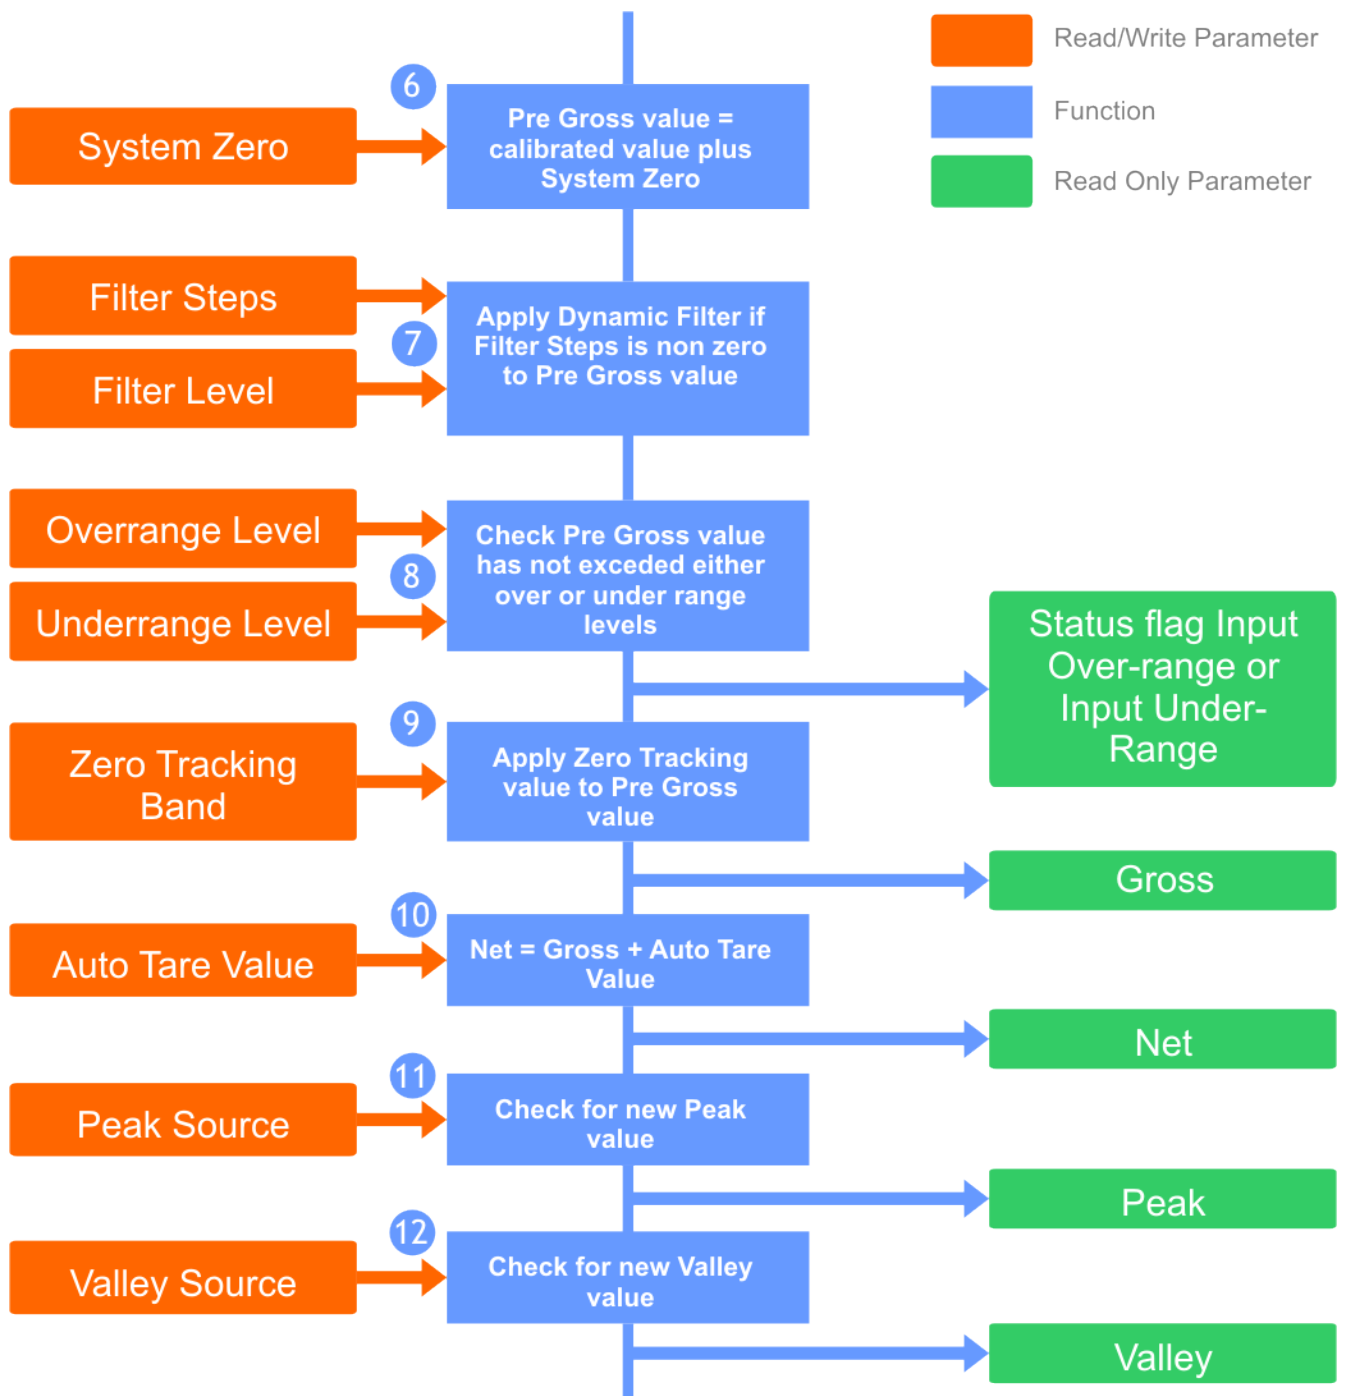 Read/Write Parameter
Function
Read Only Parameter
6
System Zero
Pre Gross value =
calibrated value plus
System Zero
Filter Steps
7
Filter Level
Apply Dynamic Filter if
Filter Steps is non zero
to Pre Gross value
Overrange Level
8
Underrange Level
Check Pre Gross value
has not exceded either
over or under range
levels
Status flag Input
Over-range or
Input Under-
Range
9
Zero Tracking
Band
Apply Zero Tracking
value to Pre Gross
value
Gross
10
Auto Tare Value
Net = Gross + Auto Tare
Value
Net
11
Peak Source
Check for new Peak
value
Peak
12
Valley Source
Check for new Valley
value
Valley